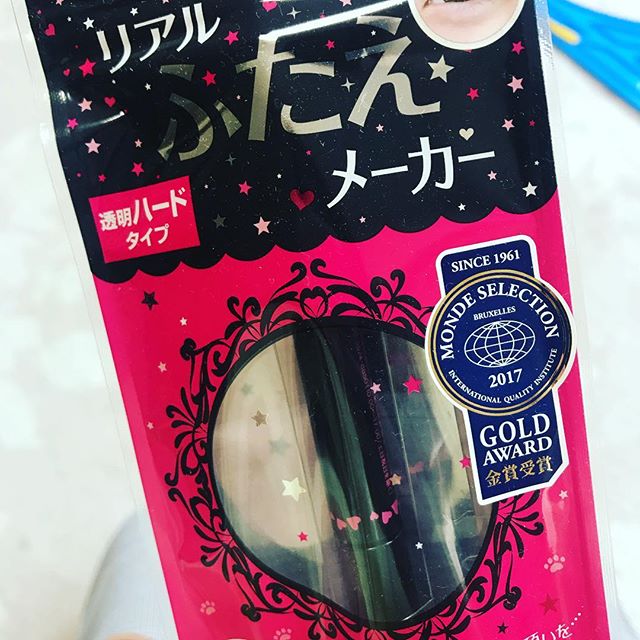 リアル
ふたえ
メーカー
透明ハード
タイプ
SINCE 1961
MONDE SELECTION
BRUXELLES
2017
INTERNATIONAL QUALITY INSTITUTE
GOLD
AWARD
金賞受賞